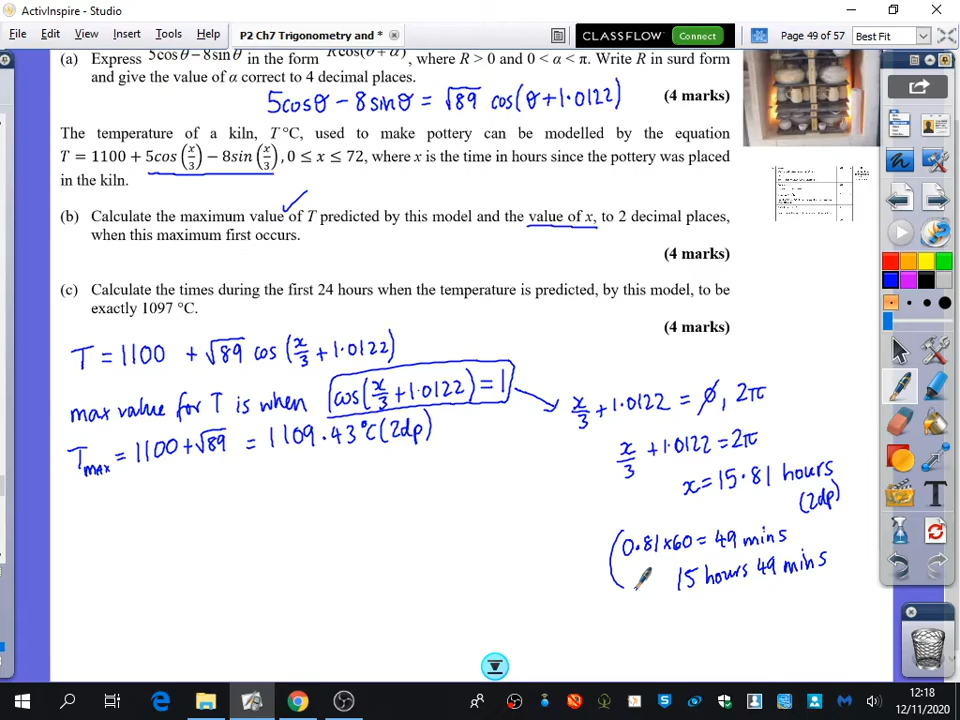 ActivInspire - Studio
File Edit View Insert Tools Help
P2 Ch7 Trigonometry and *
CLASSFLOW Connect
Page 49 of 57
Best Fit
(a) Express 5cosθ − 8sinθ in the form Rcos(θ + α), where R > 0 and 0 < α < π. Write R in surd form
and give the value of α correct to 4 decimal places.
(4 marks)
5cosθ − 8sinθ = √89 cos(θ + 1·0122)
The temperature of a kiln, T °C, used to make pottery can be modelled by the equation
T = 1100 + 5cos (x/3) − 8sin (x/3), 0 ≤ x ≤ 72, where x is the time in hours since the pottery was placed
in the kiln.
(b) Calculate the maximum value of T predicted by this model and the value of x, to 2 decimal places,
when this maximum first occurs.
(4 marks)
(c) Calculate the times during the first 24 hours when the temperature is predicted, by this model, to be
exactly 1097 °C.
(4 marks)
T = 1100 + √89 cos (x/3 + 1·0122)
max value for T is when cos(x/3 + 1·0122) = 1
TMAX = 1100 + √89 = 1109·43°C (2dp)
x/3 + 1·0122 = 0, 2π
x/3 + 1·0122 = 2π
x = 15·81 hours
(2dp)
(0·81×60 = 49 mins
15 hours 49 mins
12:18
12/11/2020